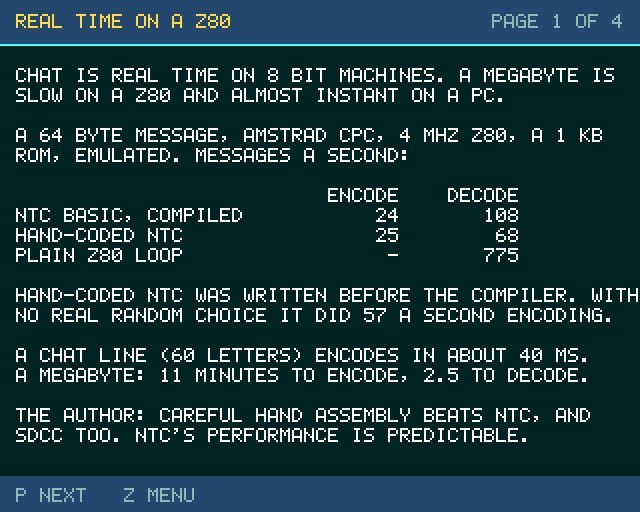 REAL TIME ON A Z80
PAGE 1 OF 4
CHAT IS REAL TIME ON 8 BIT MACHINES. A MEGABYTE IS
SLOW ON A Z80 AND ALMOST INSTANT ON A PC.
A 64 BYTE MESSAGE, AMSTRAD CPC, 4 MHZ Z80, A 1 KB
ROM, EMULATED. MESSAGES A SECOND:
ENCODE DECODE
NTC BASIC, COMPILED 24 108
HAND-CODED NTC 25 68
PLAIN Z80 LOOP - 775
HAND-CODED NTC WAS WRITTEN BEFORE THE COMPILER. WITH
NO REAL RANDOM CHOICE IT DID 57 A SECOND ENCODING.
A CHAT LINE (60 LETTERS) ENCODES IN ABOUT 40 MS.
A MEGABYTE: 11 MINUTES TO ENCODE, 2.5 TO DECODE.
THE AUTHOR: CAREFUL HAND ASSEMBLY BEATS NTC, AND
SDCC TOO. NTC'S PERFORMANCE IS PREDICTABLE.
P NEXT Z MENU